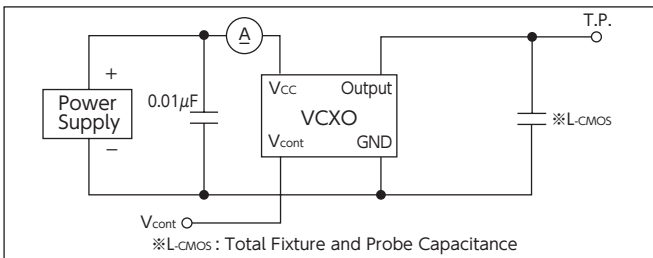 T.P.
A
+
Power
Supply
−
0.01μF
Vcc
Output
VCXO
Vcont
GND
※L-CMOS
Vcont
※L-CMOS : Total Fixture and Probe Capacitance